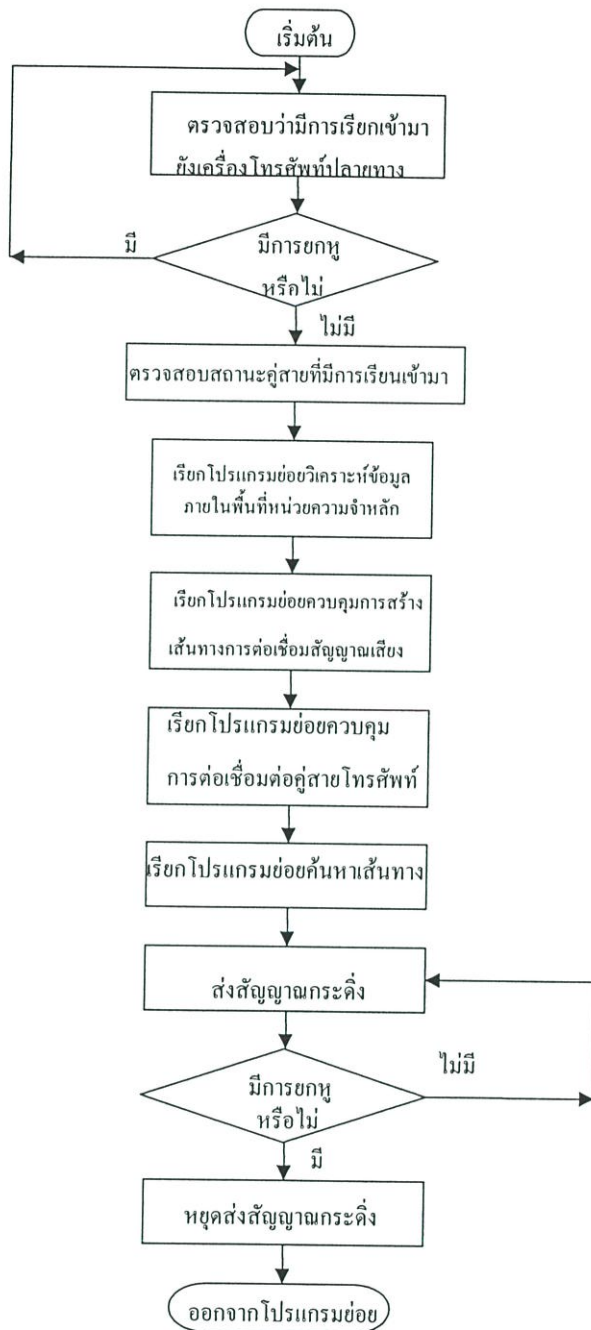 เริ่มต้น
ตรวจสอบว่ามีการเรียกเข้ามา
ยังเครื่องโทรศัพท์ปลายทาง
มี
มีการยกหู
หรือไม่
ไม่มี
ตรวจสอบสถานะคู่สายที่มีการเรียนเข้ามา
เรียกโปรแกรมย่อยวิเคราะห์ข้อมูล
ภายในพื้นที่หน่วยความจำหลัก
เรียกโปรแกรมย่อยควบคุมการสร้าง
เส้นทางการต่อเชื่อมสัญญาณเสียง
เรียกโปรแกรมย่อยควบคุม
การต่อเชื่อมต่อคู่สายโทรศัพท์
เรียกโปรแกรมย่อยค้นหาเส้นทาง
ส่งสัญญาณกระดิ่ง
ไม่มี
มีการยกหู
หรือไม่
มี
หยุดส่งสัญญาณกระดิ่ง
ออกจากโปรแกรมย่อย